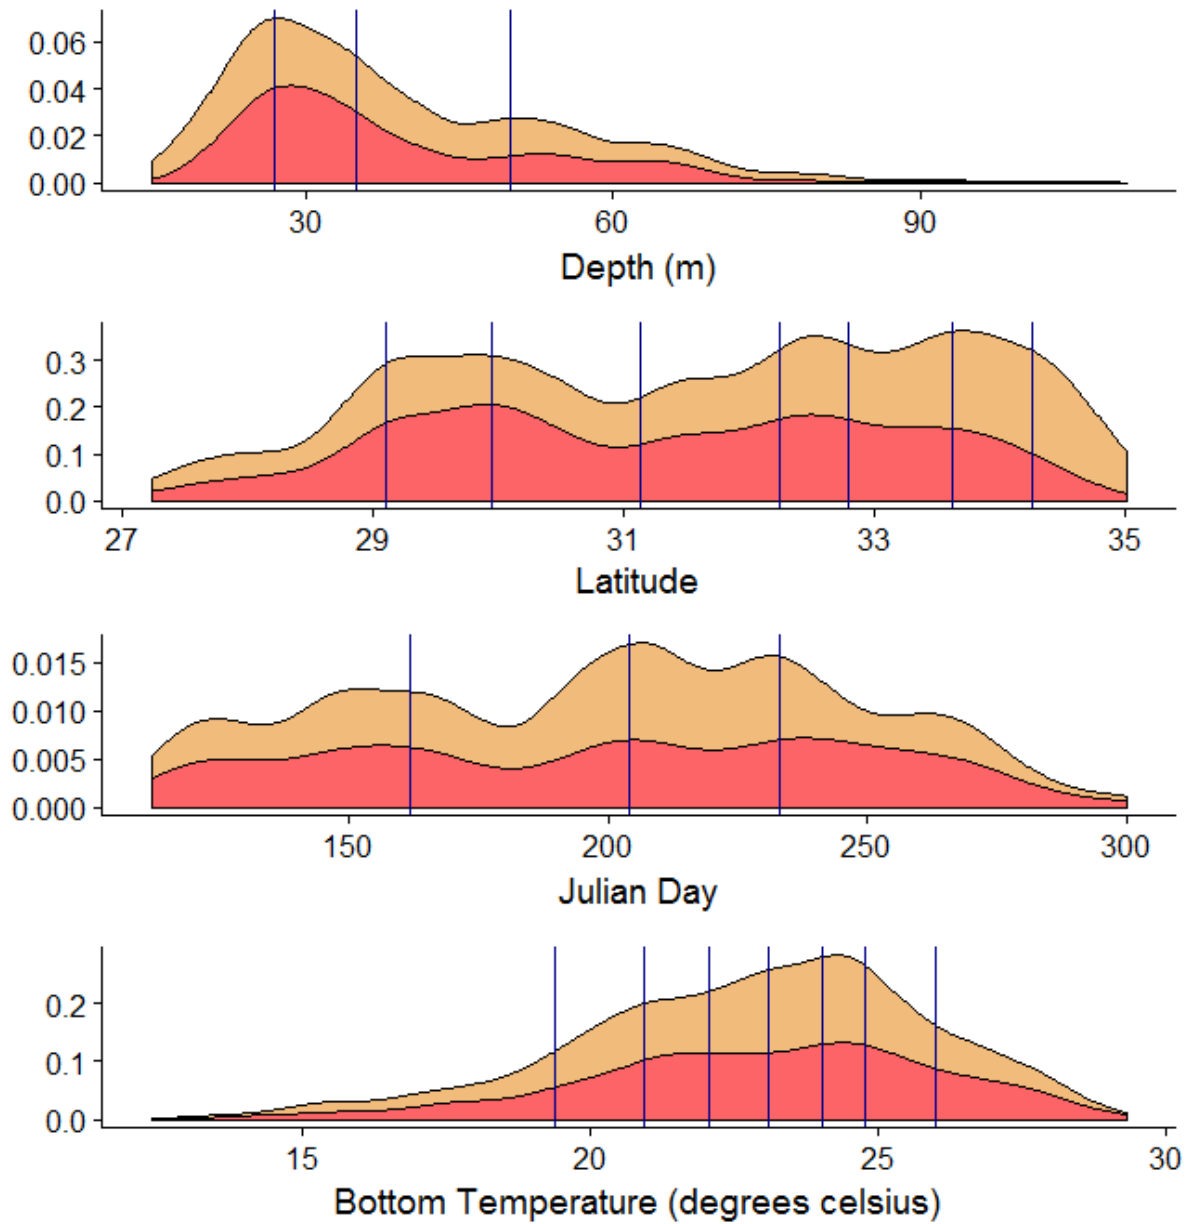 0.06
0.04
0.02
0.00
30 60 90
Depth (m)
0.3
0.2
0.1
0.0
27 29 31 33 35
Latitude
0.015
0.010
0.005
0.000
150 200 250 300
Julian Day
0.2
0.1
0.0
15 20 25 30
Bottom Temperature (degrees celsius)